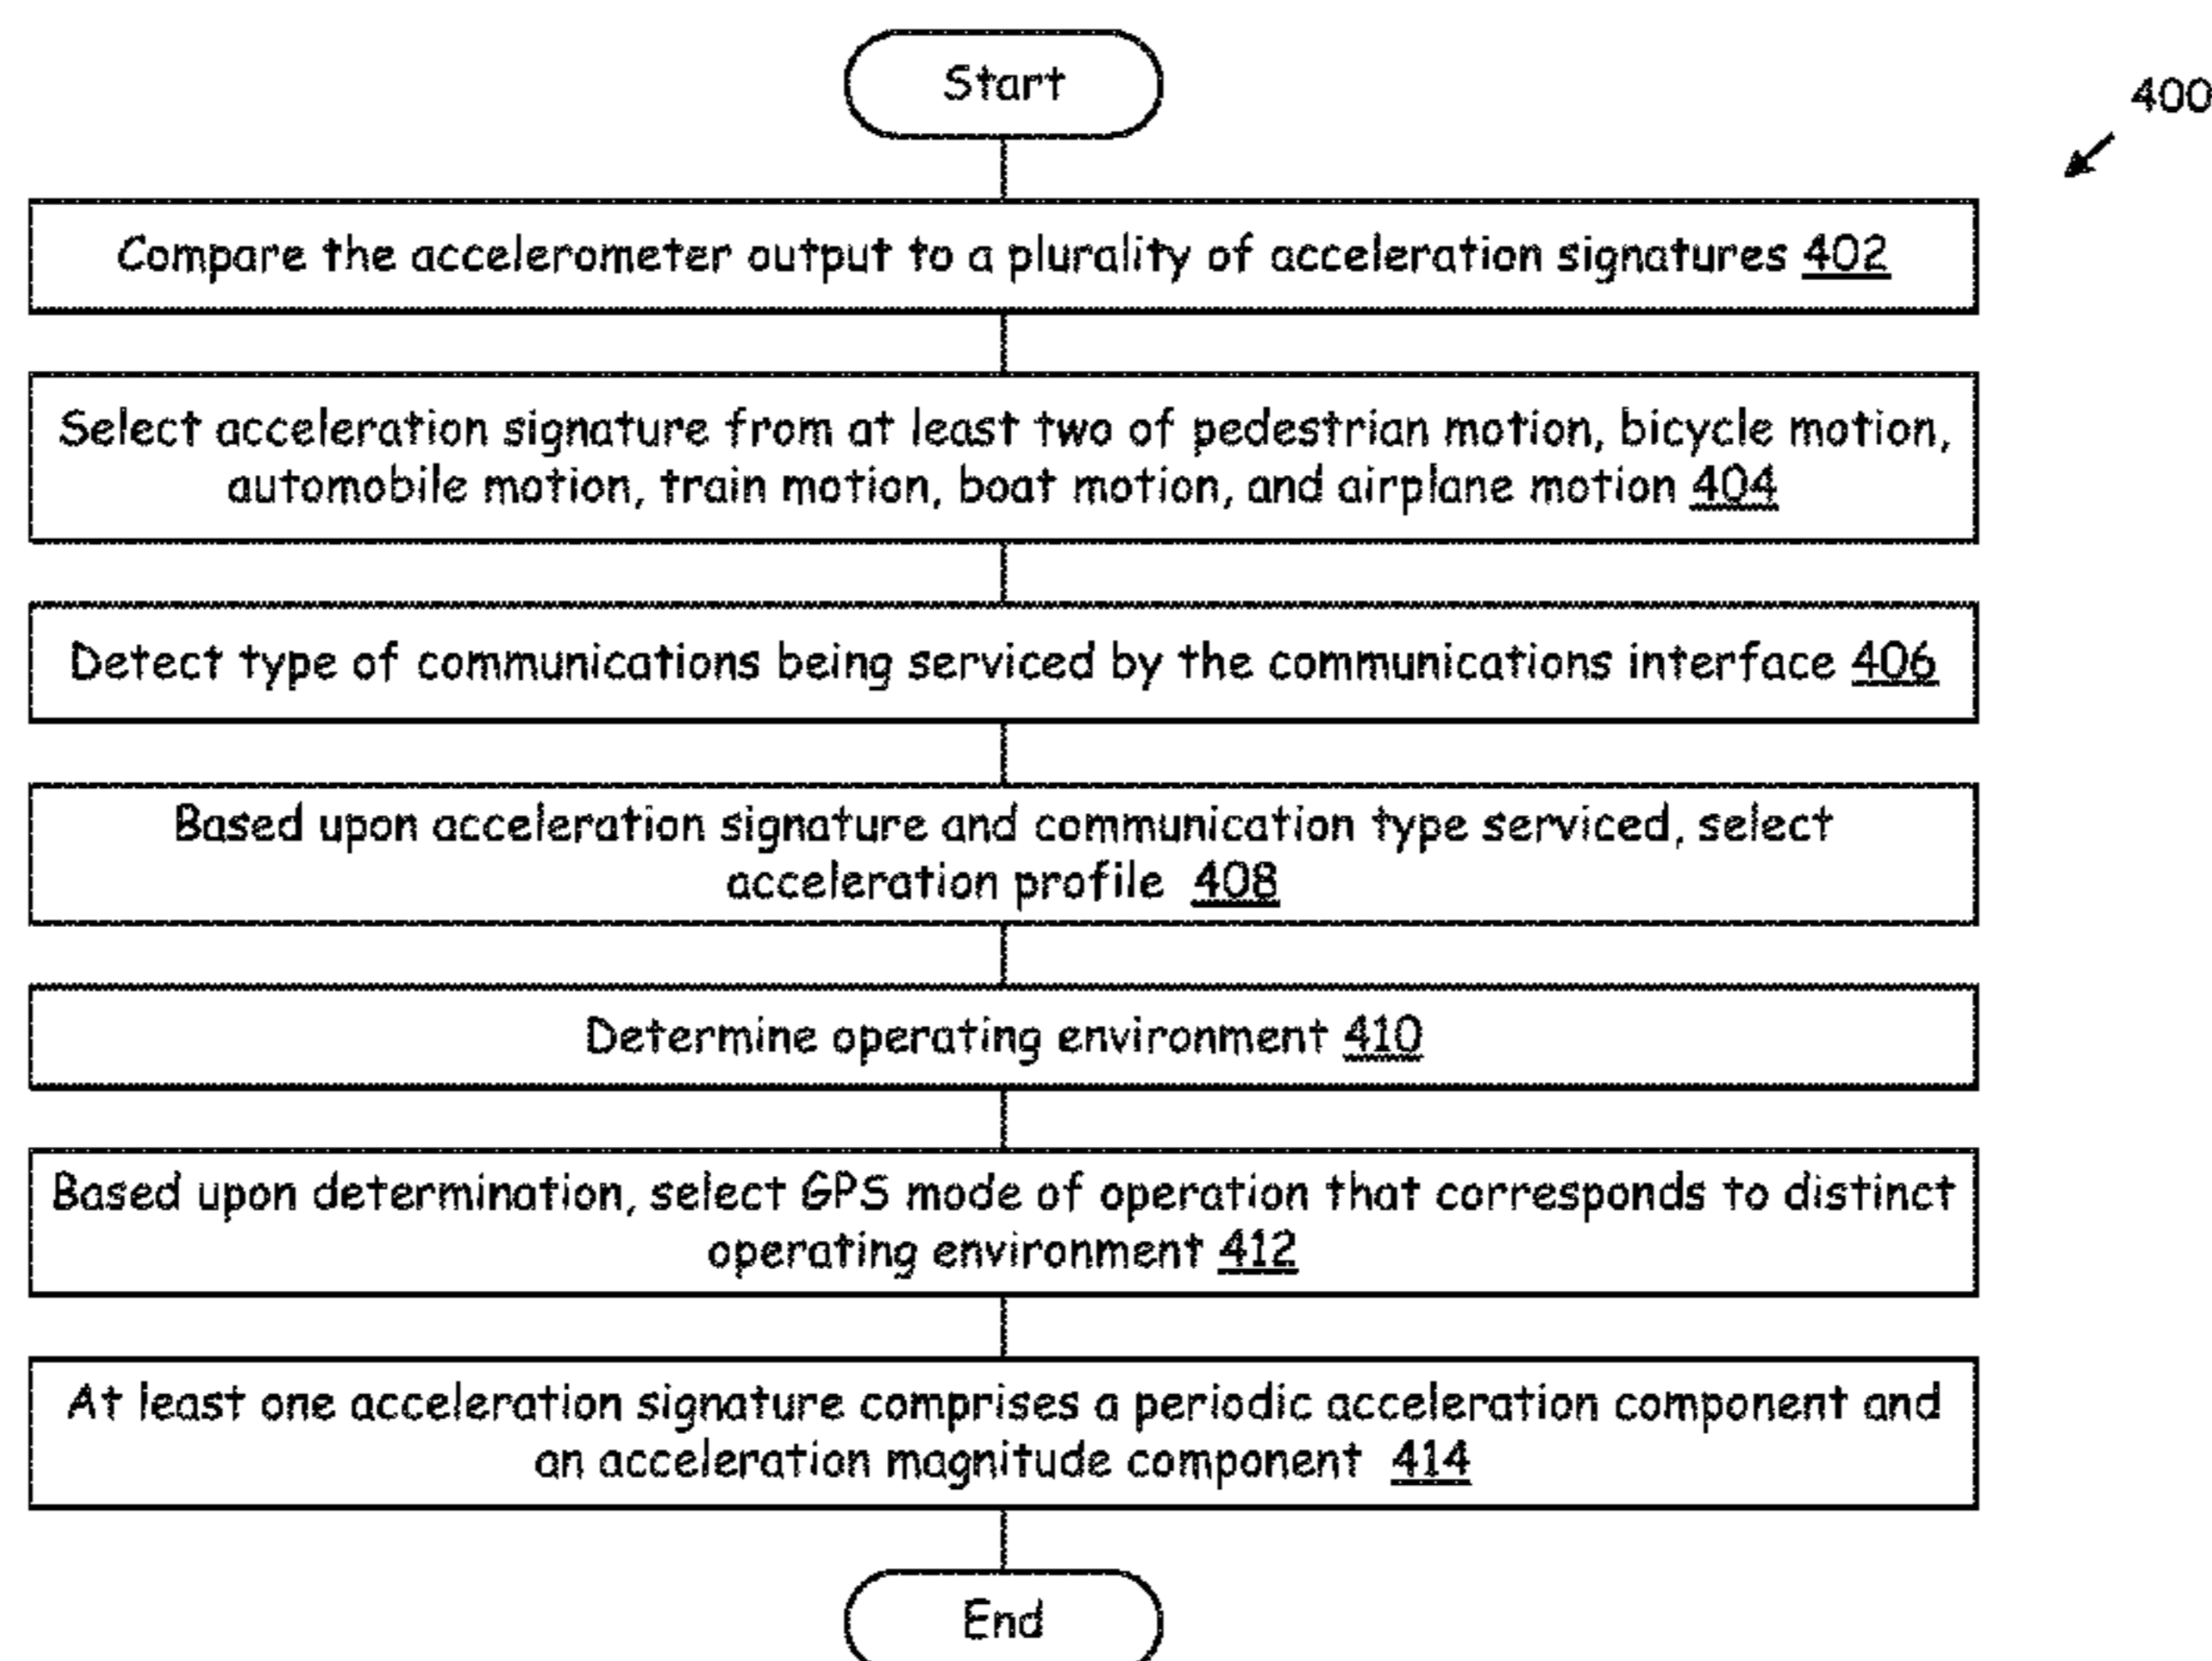 Start
400
Compare the accelerometer output to a plurality of acceleration signatures 402
Select acceleration signature from at least two of pedestrian motion, bicycle motion,
automobile motion, train motion, boat motion, and airplane motion 404
Detect type of communications being serviced by the communications interface 406
Based upon acceleration signature and communication type serviced, select
acceleration profile 408
Determine operating environment 410
Based upon determination, select GPS mode of operation that corresponds to distinct
operating environment 412
At least one acceleration signature comprises a periodic acceleration component and
an acceleration magnitude component 414
End